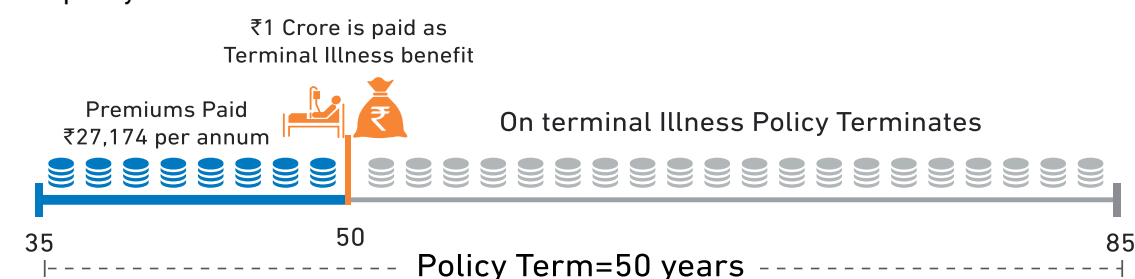 ₹1 Crore is paid as
Terminal Illness benefit
Premiums Paid
₹27,174 per annum
₹
On terminal Illness Policy Terminates
35
50
85
Policy Term=50 years